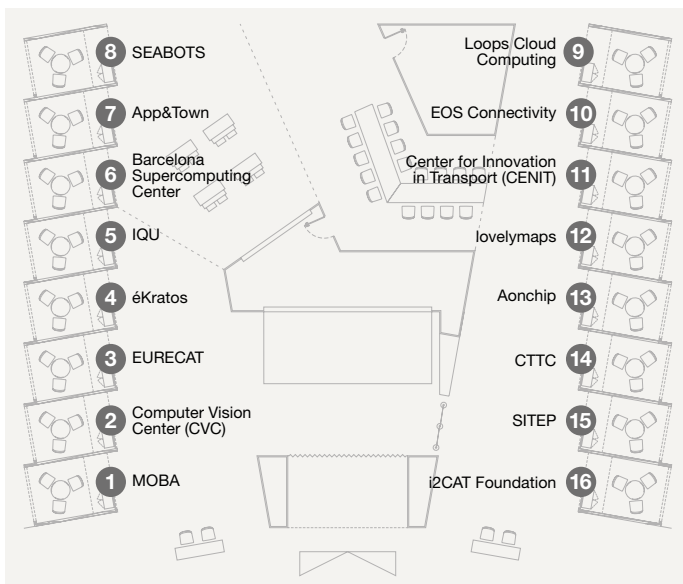 8 SEABOTS
7 App&Town
6 Barcelona
Supercomputing
Center
5 IQU
4 éKratos
3 EURECAT
2 Computer Vision
Center (CVC)
1 MOBA
Loops Cloud
Computing 9
EOS Connectivity 10
Center for Innovation
in Transport (CENIT) 11
lovelymaps 12
Aonchip 13
CTTC 14
SITEP 15
i2CAT Foundation 16